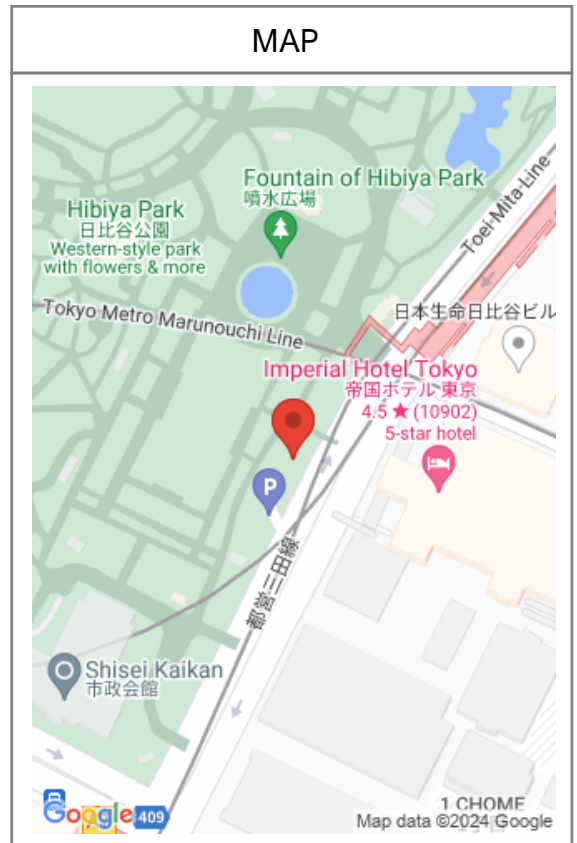 MAP
Fountain of Hibiya Park
噴水広場
Hibiya Park
日比谷公園
Western-style park
with flowers & more
Toei-Mita-Line
Tokyo Metro Marunouchi Line
日本生命日比谷ビル
Imperial Hotel Tokyo
帝国ホテル 東京
4.5 ★ (10902)
5-star hotel
P
都営三田線
Shisei Kaikan
市政会館
Google
409
1 CHOME
Map data ©2024 Google